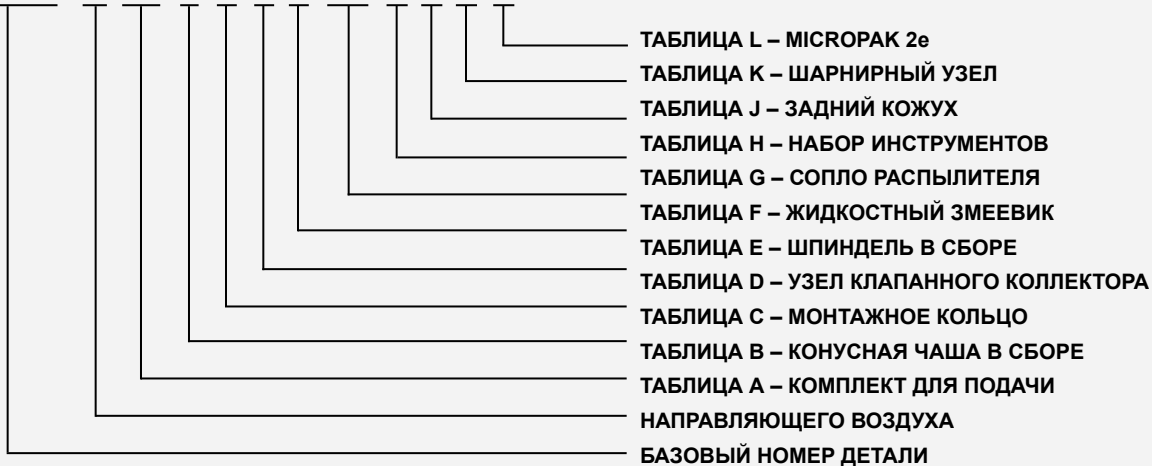 ТАБЛИЦА L – MICROPAK 2e
ТАБЛИЦА K – ШАРНИРНЫЙ УЗЕЛ
ТАБЛИЦА J – ЗАДНИЙ КОЖУХ
ТАБЛИЦА H – НАБОР ИНСТРУМЕНТОВ
ТАБЛИЦА G – СОПЛО РАСПЫЛИТЕЛЯ
ТАБЛИЦА F – ЖИДКОСТНЫЙ ЗМЕЕВИК
ТАБЛИЦА E – ШПИНДЕЛЬ В СБОРЕ
ТАБЛИЦА D – УЗЕЛ КЛАПАННОГО КОЛЛЕКТОРА
ТАБЛИЦА C – МОНТАЖНОЕ КОЛЬЦО
ТАБЛИЦА B – КОНУСНАЯ ЧАША В СБОРЕ
ТАБЛИЦА A – КОМПЛЕКТ ДЛЯ ПОДАЧИ
НАПРАВЛЯЮЩЕГО ВОЗДУХА
БАЗОВЫЙ НОМЕР ДЕТАЛИ